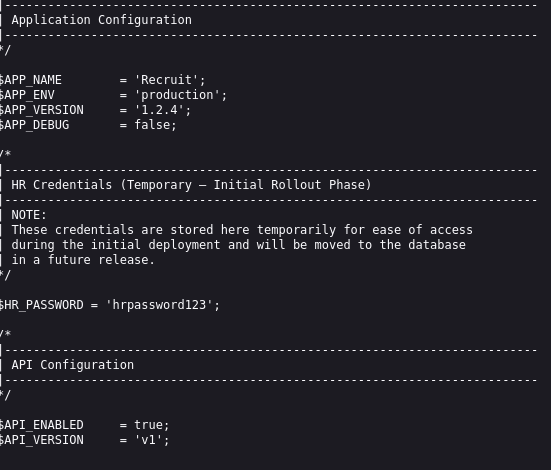 |--------------------------------------------------------------------------
| Application Configuration
|--------------------------------------------------------------------------
*/
$APP_NAME        = 'Recruit';
$APP_ENV         = 'production';
$APP_VERSION     = '1.2.4';
$APP_DEBUG       = false;
/*
|--------------------------------------------------------------------------
| HR Credentials (Temporary – Initial Rollout Phase)
|--------------------------------------------------------------------------
| NOTE:
| These credentials are stored here temporarily for ease of access
| during the initial deployment and will be moved to the database
| in a future release.
*/
$HR_PASSWORD = 'hrpassword123';
/*
|--------------------------------------------------------------------------
| API Configuration
|--------------------------------------------------------------------------
*/
$API_ENABLED     = true;
$API_VERSION     = 'v1';